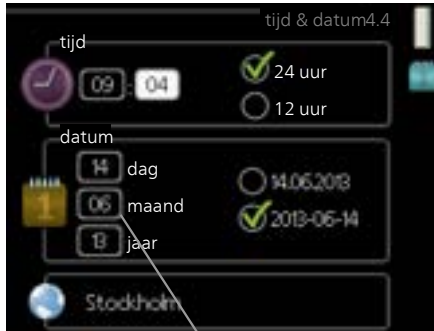 tijd & datum4.4
tijd
09 : 04
24 uur
12 uur
datum
14 dag
06 maand
13 jaar
14.06.2013
2013-06-14
1
Stockholm